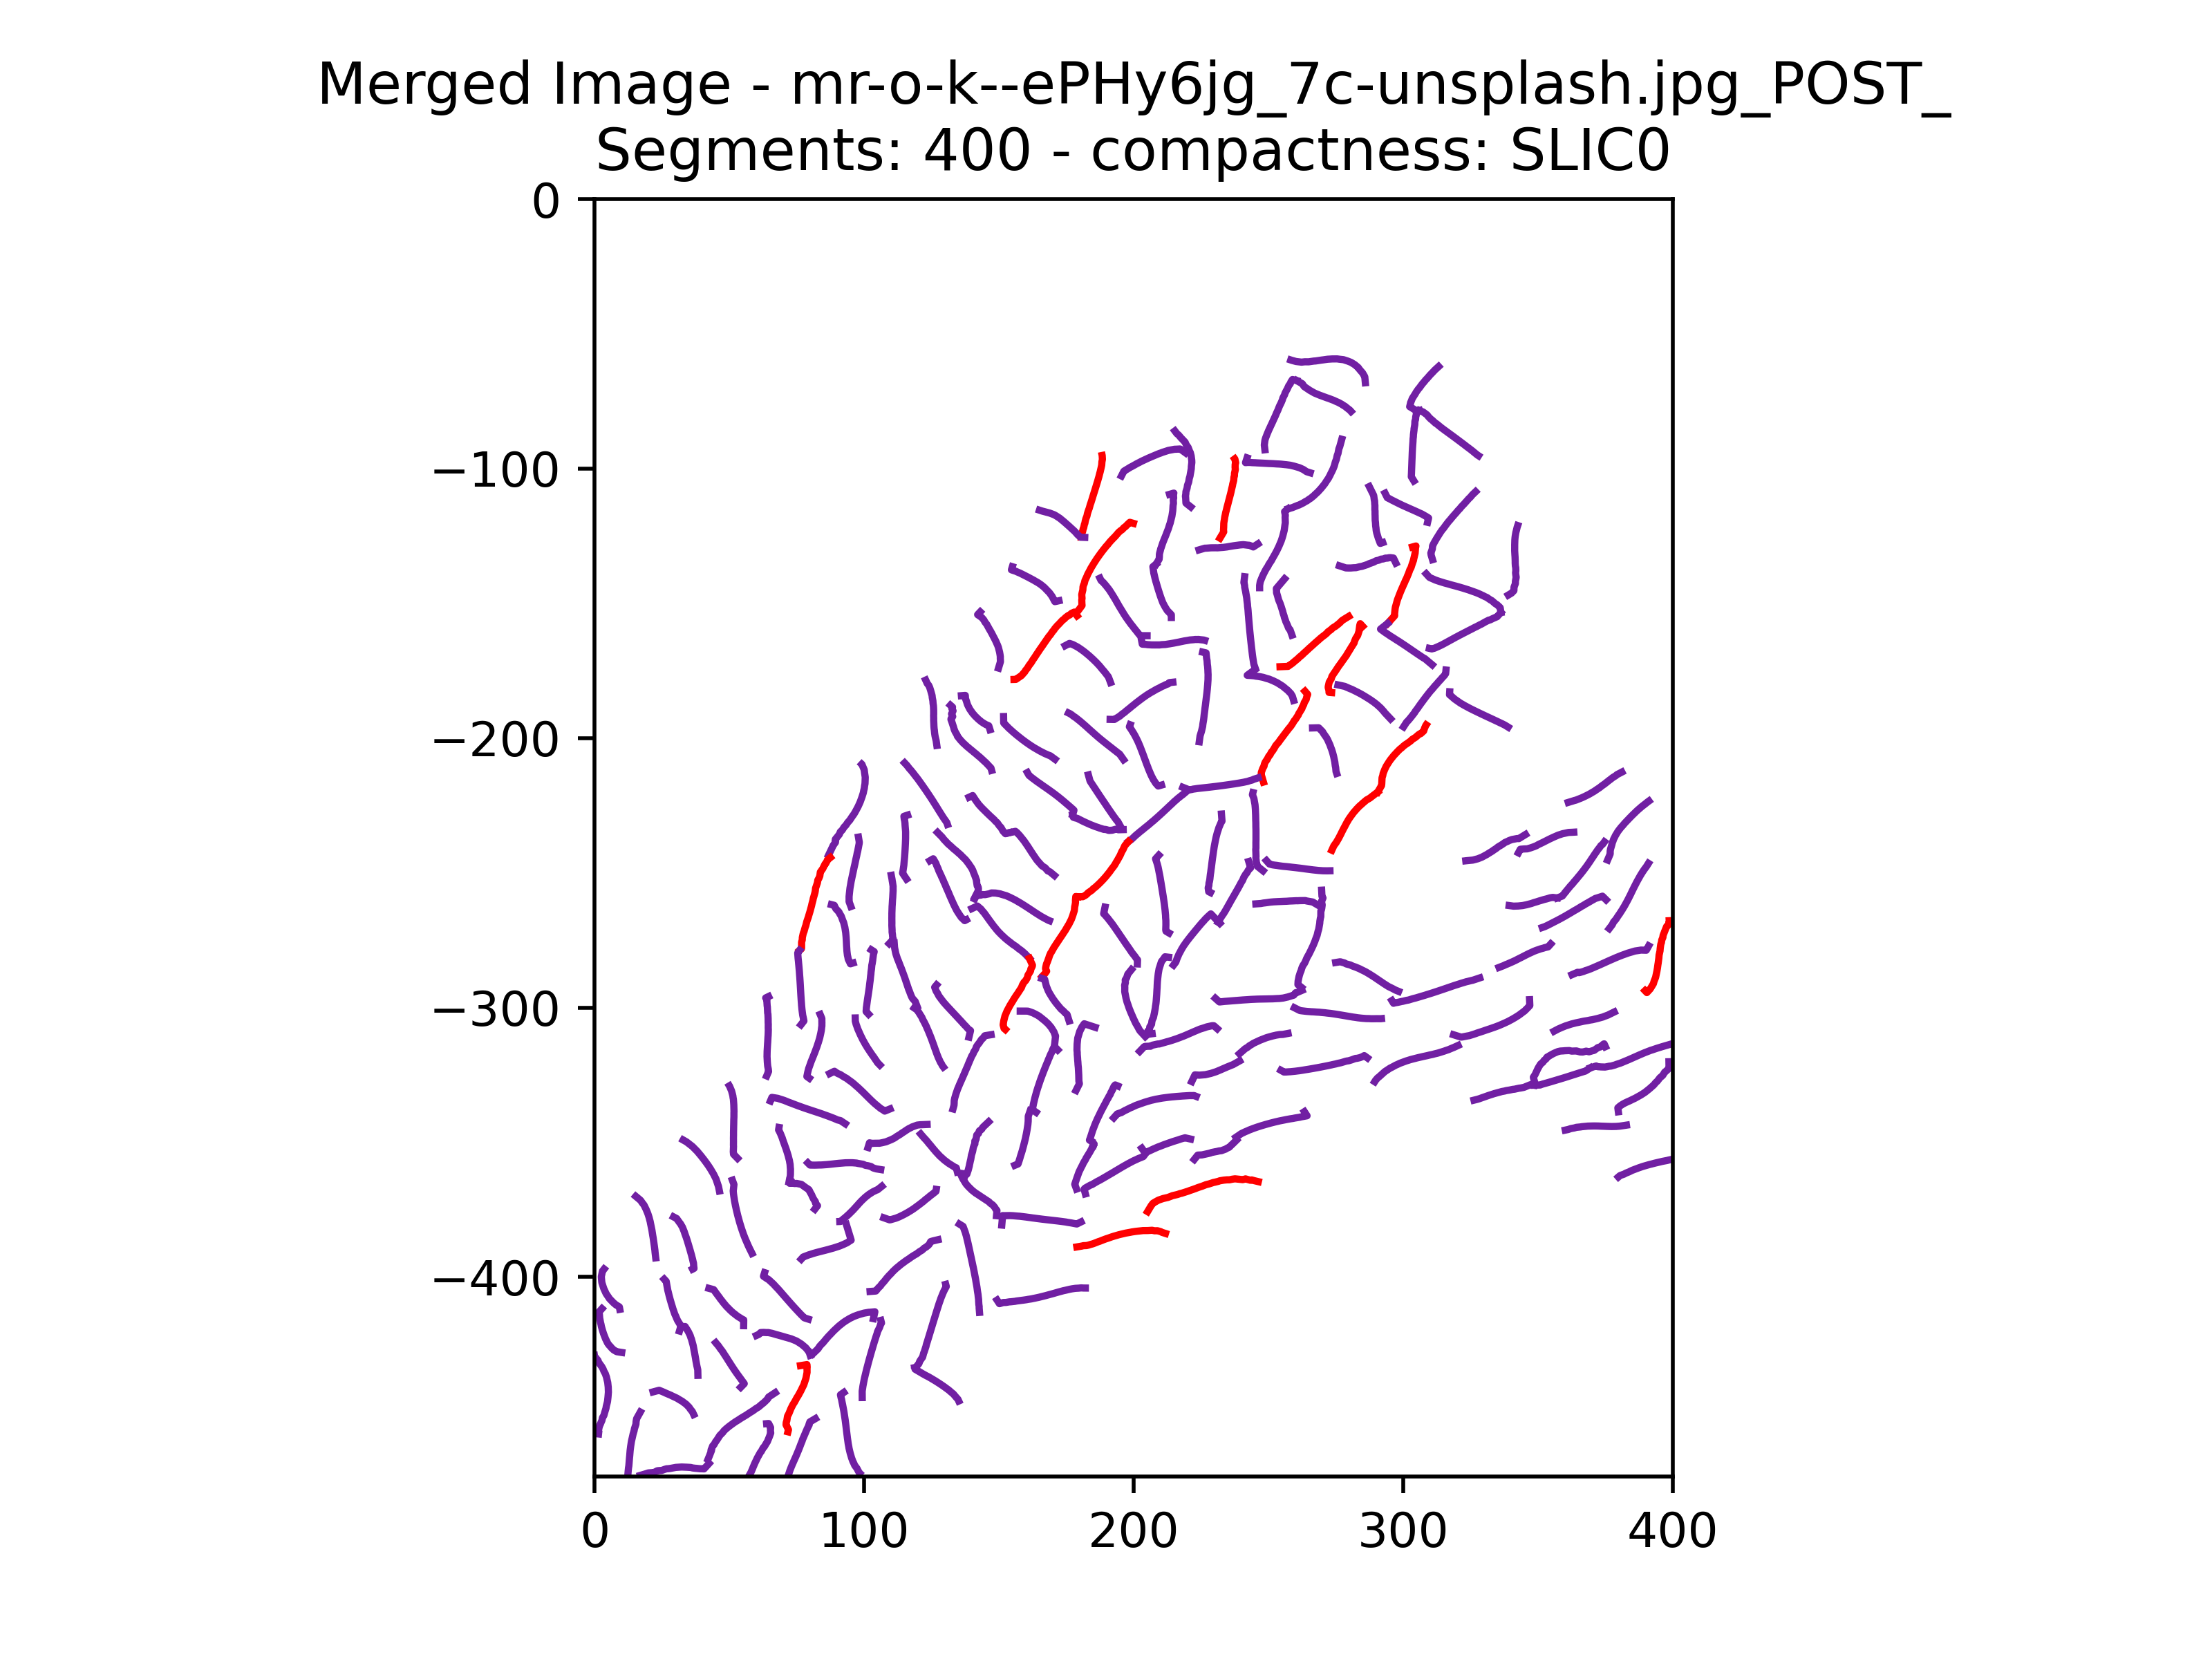 Merged Image - mr-o-k--ePHy6jg_7c-unsplash.jpg_POST_
Segments: 400 - compactness: SLIC0
0
−100
−200
−300
−400
0 100 200 300 400